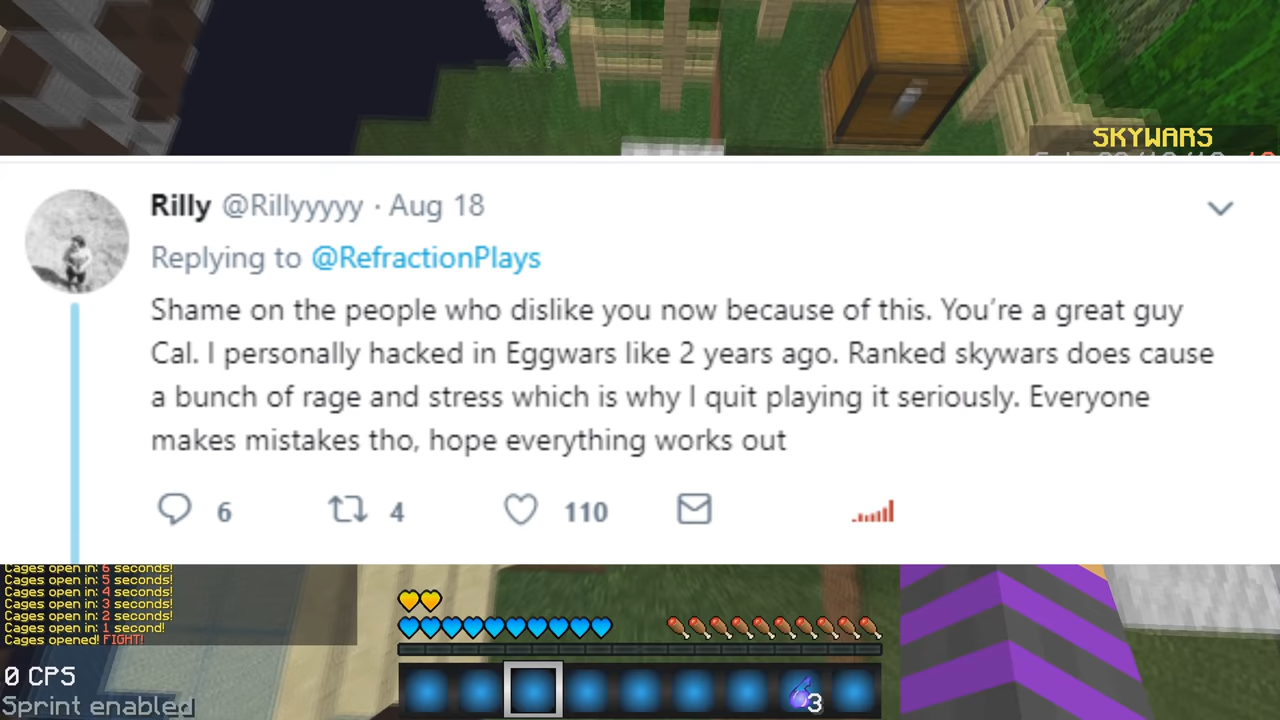 SKYWARS
Rilly @Rillyyyyy · Aug 18
Replying to @RefractionPlays
Shame on the people who dislike you now because of this. You're a great guy
Cal. I personally hacked in Eggwars like 2 years ago. Ranked skywars does cause
a bunch of rage and stress which is why I quit playing it seriously. Everyone
makes mistakes tho, hope everything works out
6 4 110
Cages open in: 6 seconds!
Cages open in: 5 seconds!
Cages open in: 4 seconds!
Cages open in: 3 seconds!
Cages open in: 2 seconds!
Cages open in: 1 second!
Cages opened! FIGHT!
0 CPS
Sprint enabled
3